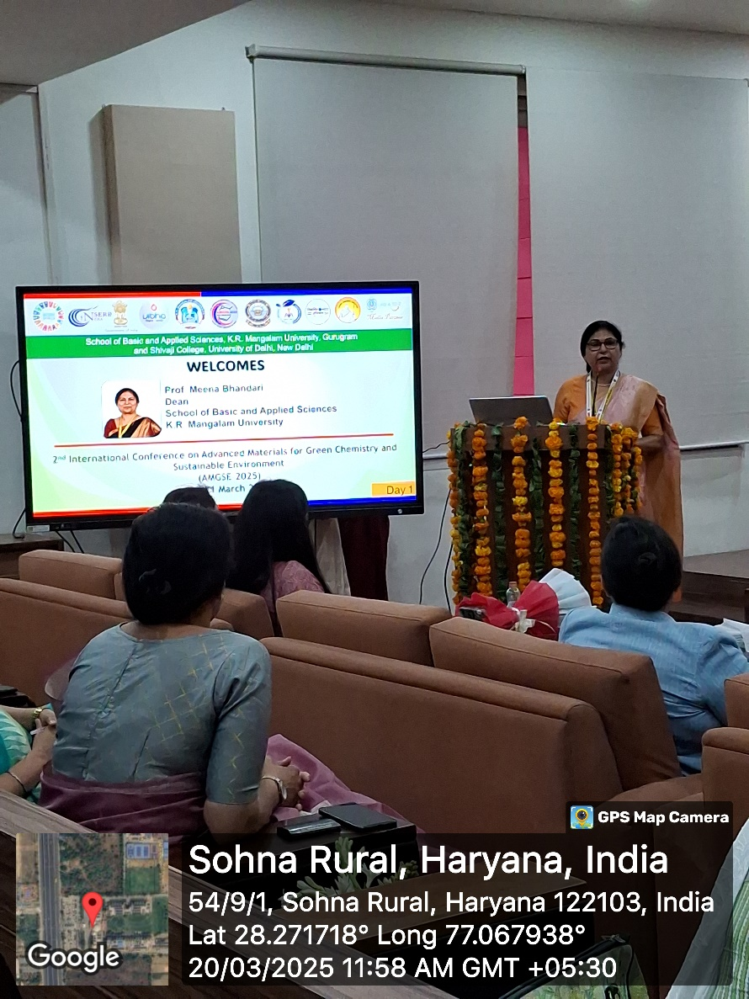 SERB
School of Basic and Applied Sciences, K.R. Mangalam University, Gurugram
and Shivaji College, University of Delhi, New Delhi
WELCOMES
Prof Meena Bhandari
Dean
School of Basic and Applied Sciences
K.R. Mangalam University
2nd International Conference on Advanced Materials for Green Chemistry and
Sustainable Environment
(AMGSE 2025)
March
Day 1
GPS Map Camera
Google
Sohna Rural, Haryana, India
54/9/1, Sohna Rural, Haryana 122103, India
Lat 28.271718° Long 77.067938°
20/03/2025 11:58 AM GMT +05:30